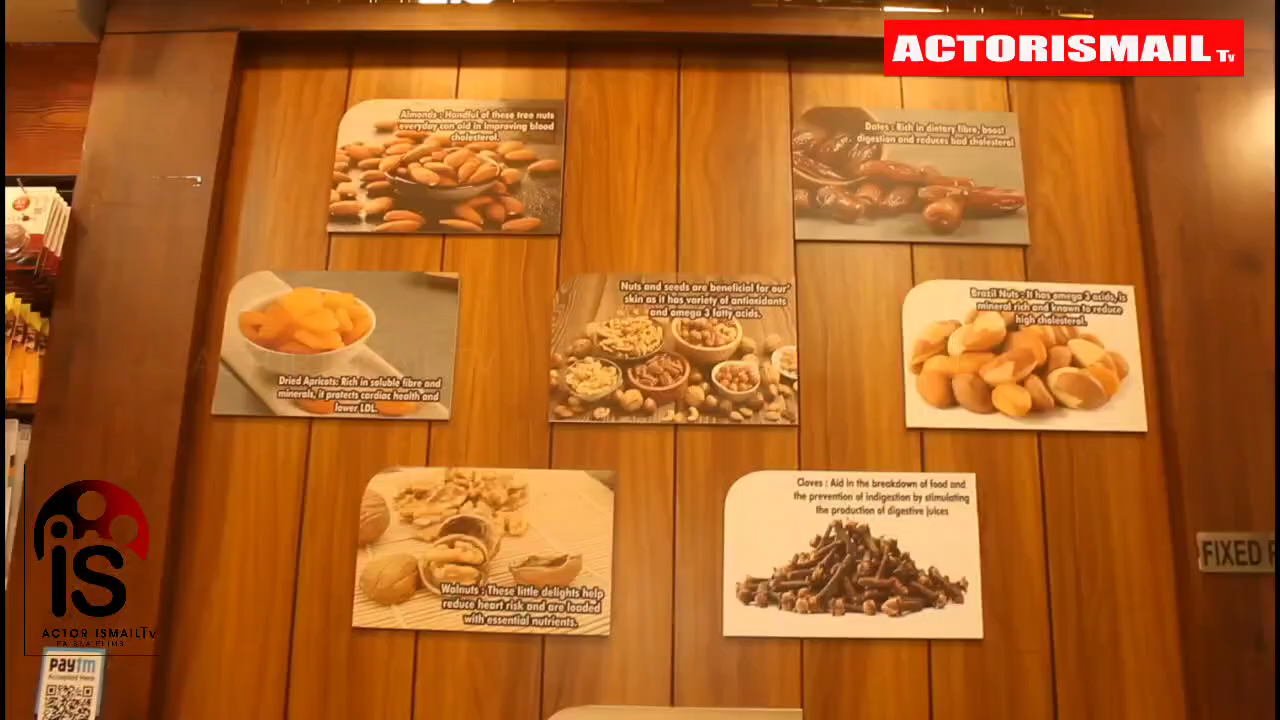 ACTORISMAIL Tv
Almonds : Handful of these tree nuts
everyday can aid in improving blood
cholesterol.
Dates : Rich in dietary fibre, boost
digestion and reduces bad cholesterol
Dried Apricots: Rich in soluble fibre and
minerals, it protects cardiac health and
lower LDL.
Nuts and seeds are beneficial for our
skin as it has variety of antioxidants
and omega 3 fatty acids.
Brazil Nuts : It has omega 3 acids, is
mineral rich and known to reduce
high cholesterol.
Walnuts : These little delights help
reduce heart risk and are loaded
with essential nutrients.
Cloves : Aid in the breakdown of food and
the prevention of indigestion by stimulating
the production of digestive juices
FIXED
is
ACTOR ISMAILTv
paytm
Accepted Here